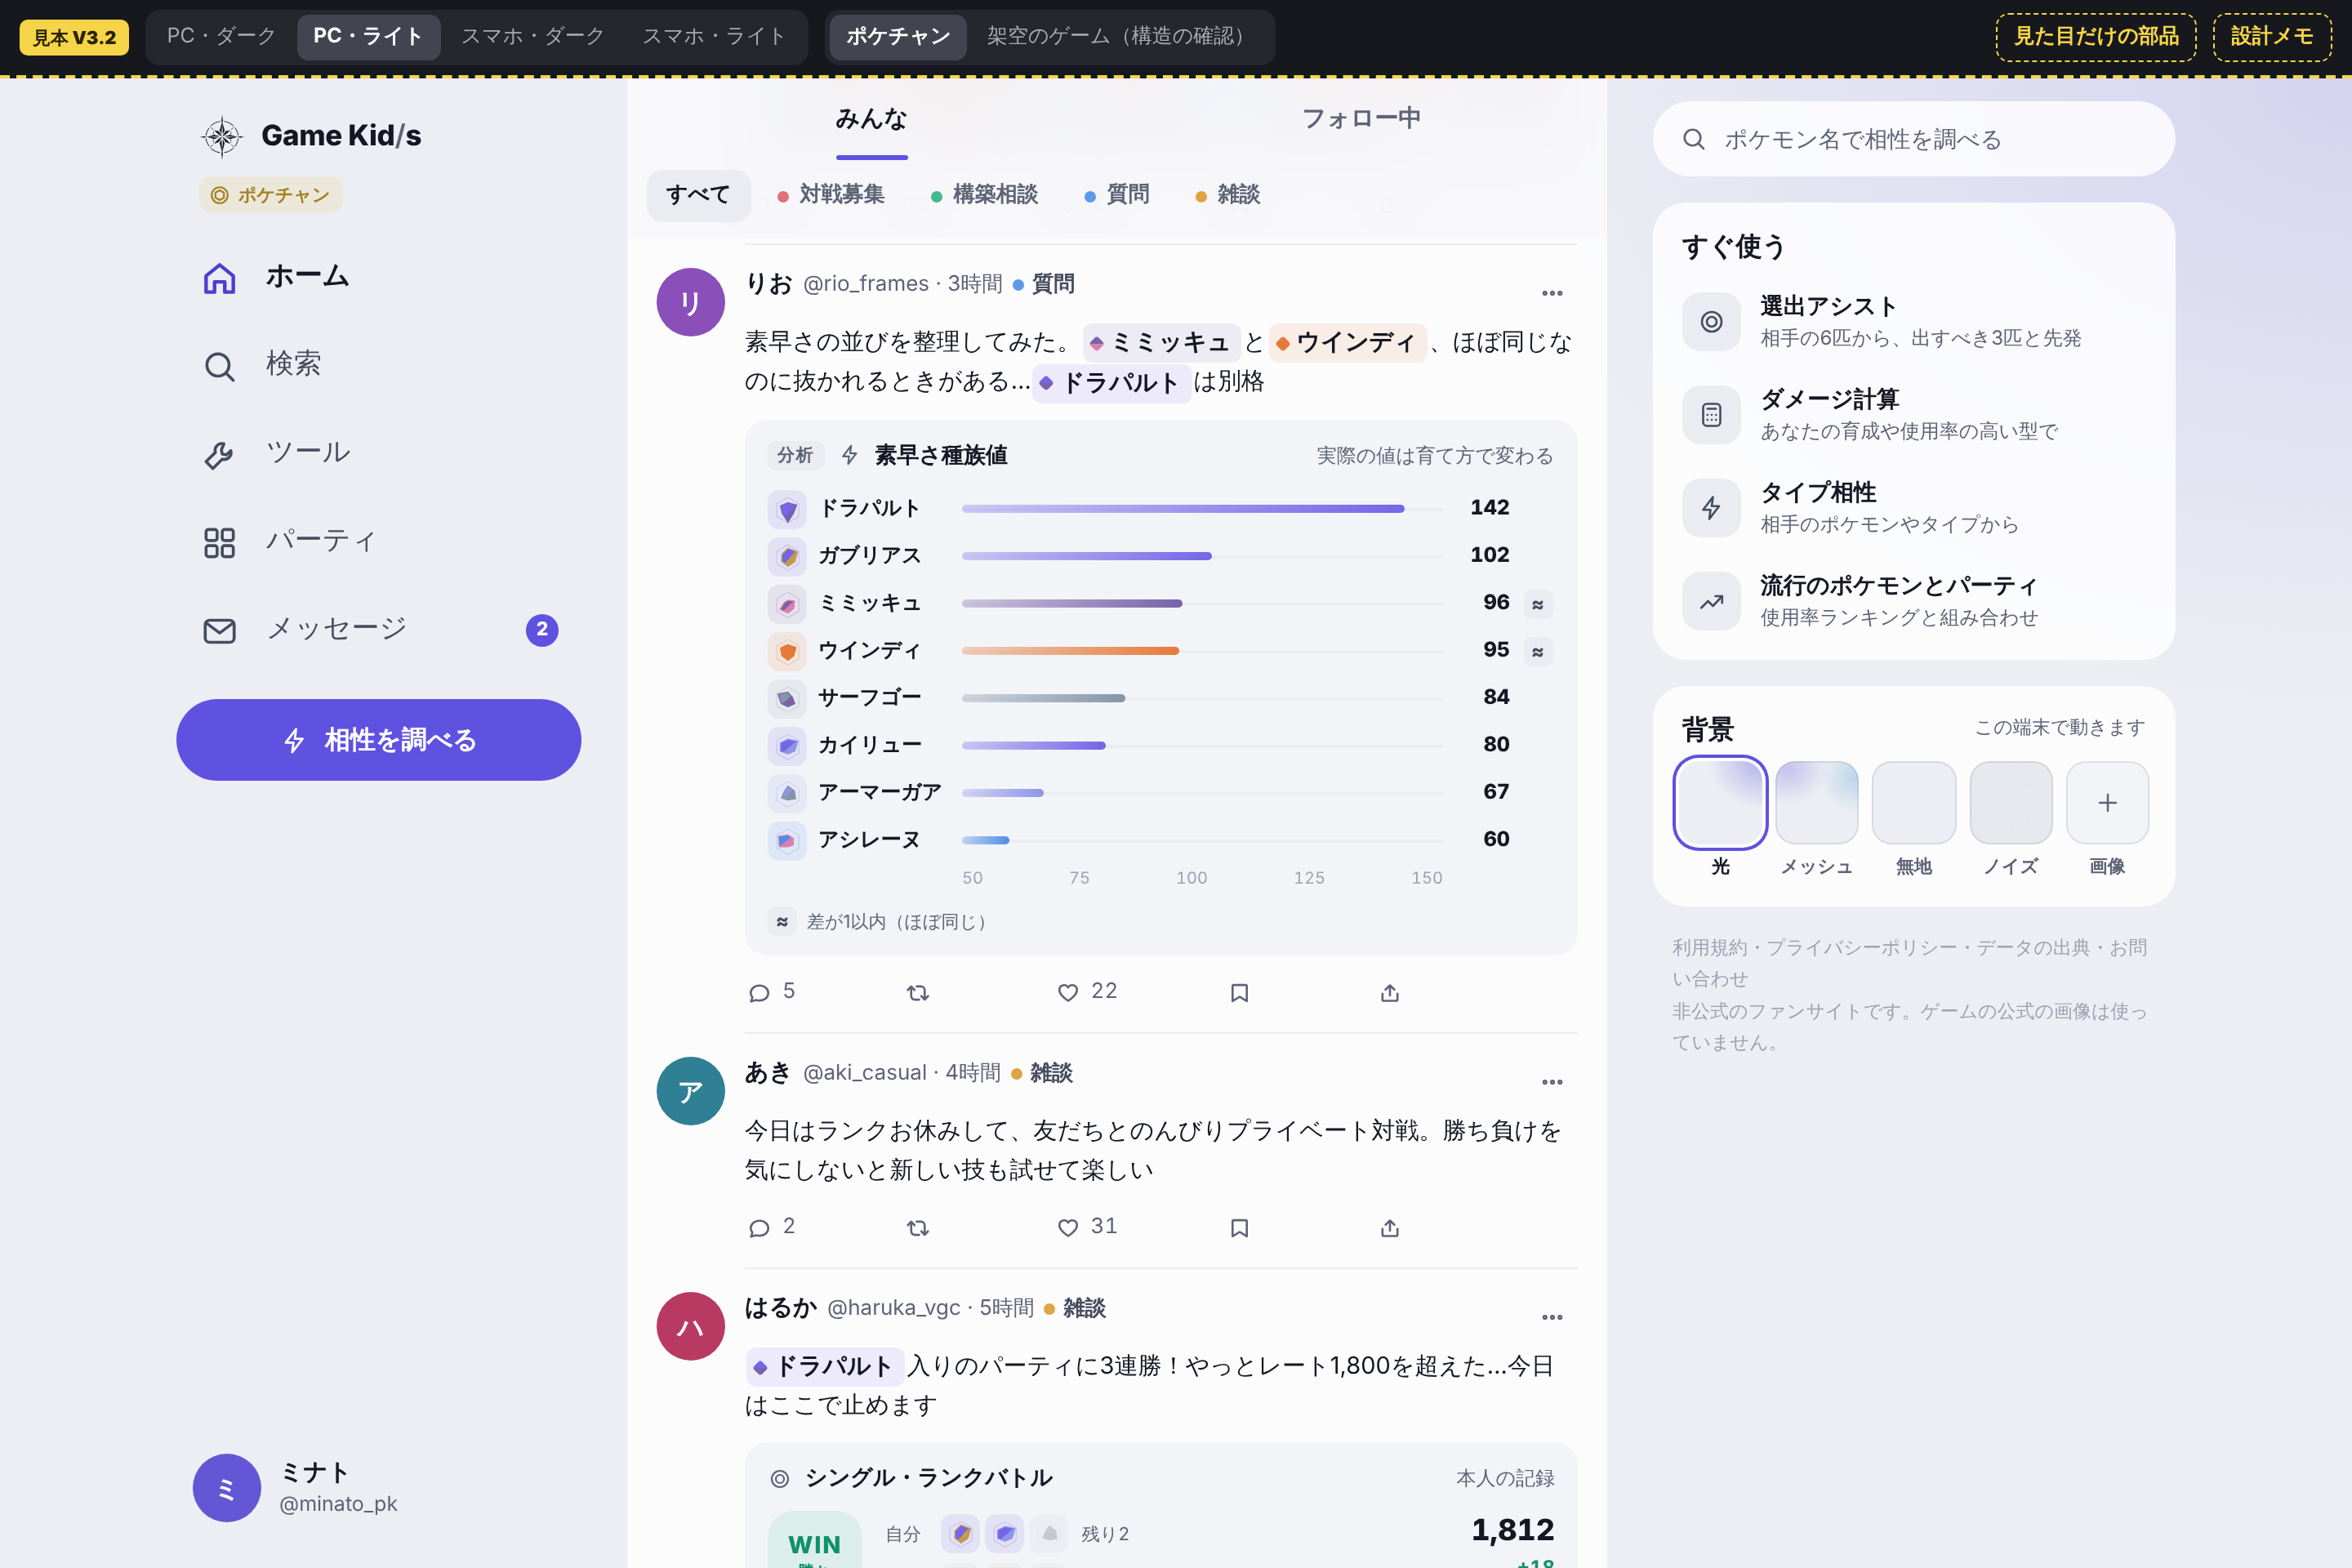 見本 V3.2
PC・ダーク
PC・ライト
スマホ・ダーク
スマホ・ライト
ポケチャン
架空のゲーム（構造の確認）
見た目だけの部品
設計メモ
Game Kid/s
ポケチャン
ホーム
検索
ツール
パーティ
メッセージ
2
相性を調べる
ミ
ミナト
@minato_pk
みんな
フォロー中
すべて
対戦募集
構築相談
質問
雑談
リ
りお @rio_frames · 3時間 質問
素早さの並びを整理してみた。ミミッキュとウインディ、ほぼ同じな
のに抜かれるときがある…ドラパルトは別格
分析 素早さ種族値 実際の値は育て方で変わる
ドラパルト 142
ガブリアス 102
ミミッキュ 96 ≈
ウインディ 95 ≈
サーフゴー 84
カイリュー 80
アーマーガア 67
アシレーヌ 60
50 75 100 125 150
≈ 差が1以内（ほぼ同じ）
5 22
ア
あき @aki_casual · 4時間 雑談
今日はランクお休みして、友だちとのんびりプライベート対戦。勝ち負けを
気にしないと新しい技も試せて楽しい
2 31
ハ
はるか @haruka_vgc · 5時間 雑談
ドラパルト入りのパーティに3連勝！やっとレート1,800を超えた…今日
はここで止めます
シングル・ランクバトル 本人の記録
WIN
自分 残り2
1,812
+18
ポケモン名で相性を調べる
すぐ使う
選出アシスト
相手の6匹から、出すべき3匹と先発
ダメージ計算
あなたの育成や使用率の高い型で
タイプ相性
相手のポケモンやタイプから
流行のポケモンとパーティ
使用率ランキングと組み合わせ
背景 この端末で動きます
光 メッシュ 無地 ノイズ 画像
利用規約・プライバシーポリシー・データの出典・お問
い合わせ
非公式のファンサイトです。ゲームの公式の画像は使っ
ていません。